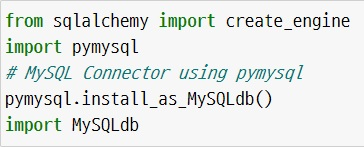 from sqlalchemy import create_engine
import pymysql
# MySQL Connector using pymysql
pymysql.install_as_MySQLdb()
import MySQLdb